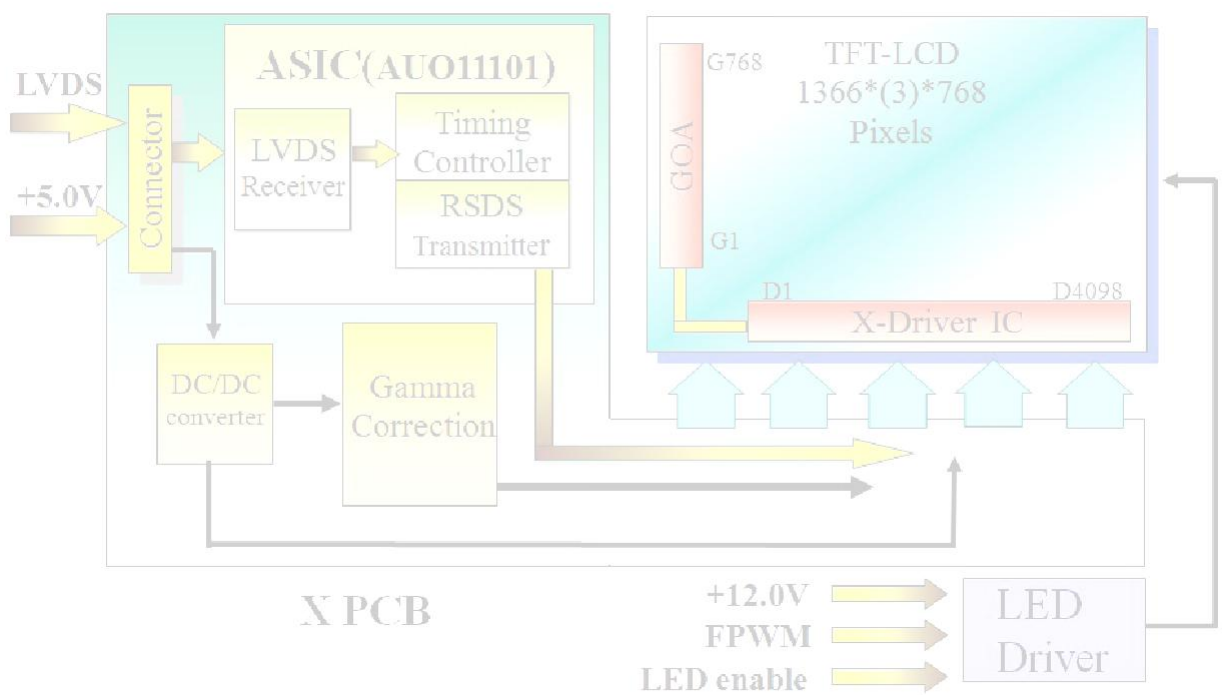 ASIC(AUO11101)
LVDS
+5.0V
Connector
LVDS
Receiver
Timing
Controller
RSDS
Transmitter
DC/DC
converter
Gamma
Correction
X PCB
TFT-LCD
1366*(3)*768
Pixels
G768
GOA
G1
D1
D4098
X-Driver IC
+12.0V
FPWM
LED enable
LED
Driver